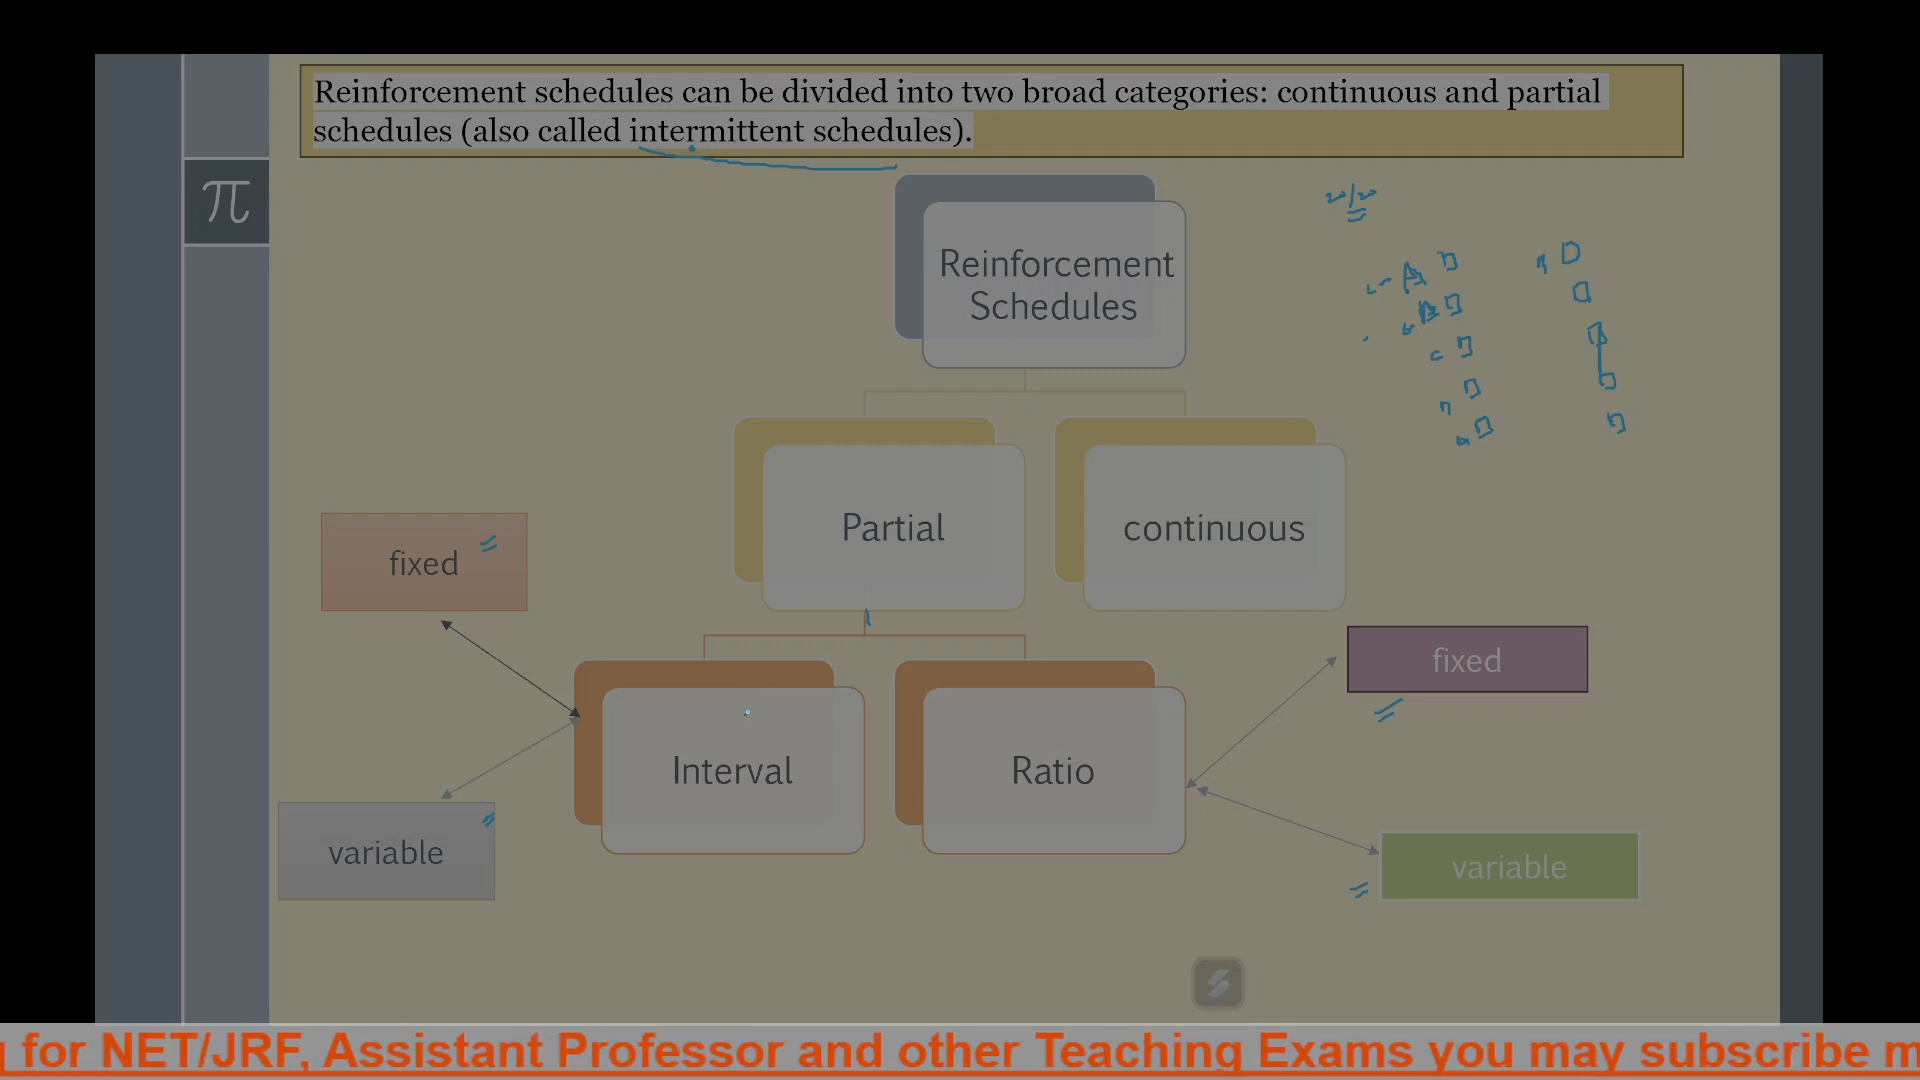 Reinforcement schedules can be divided into two broad categories: continuous and partial
schedules (also called intermittent schedules).
π
Reinforcement
Schedules
Partial
continuous
fixed
fixed
Interval
Ratio
variable
variable
for NET/JRF, Assistant Professor and other Teaching Exams you may subscribe